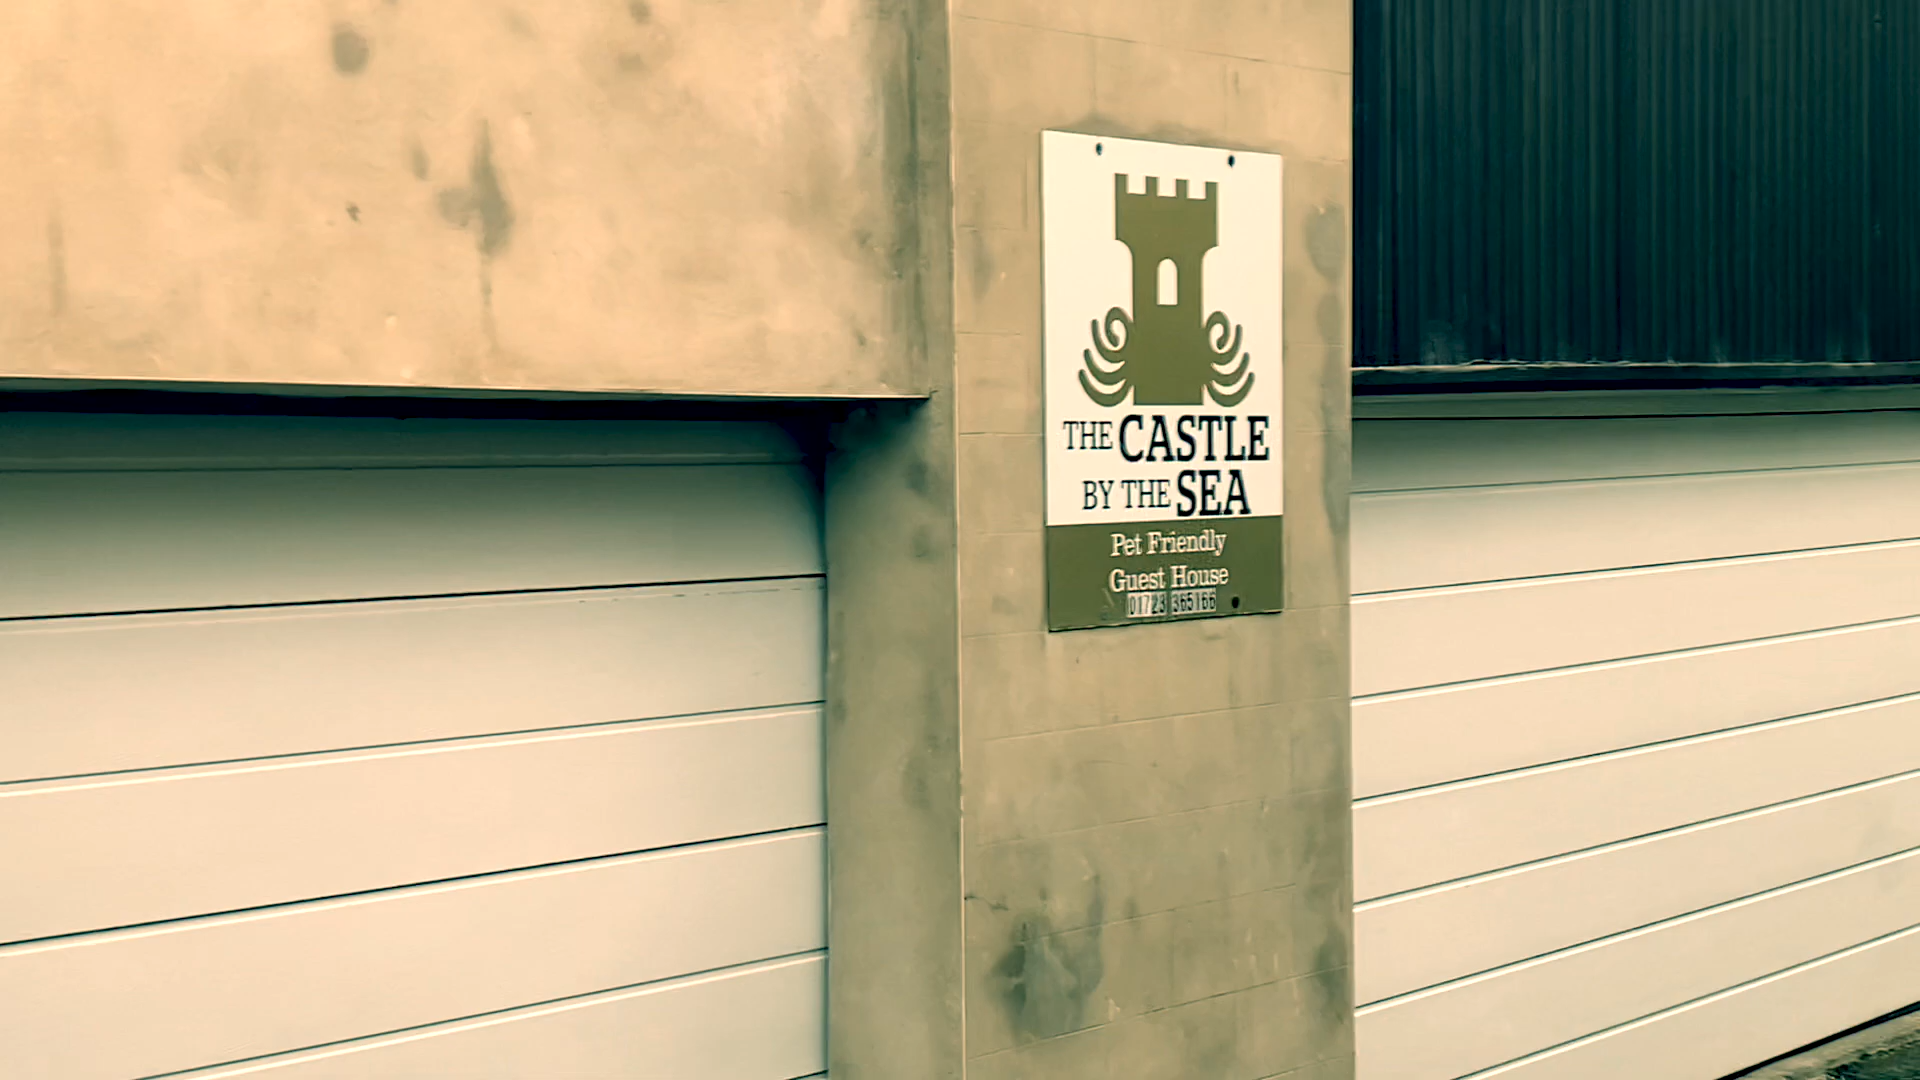 THE CASTLE
BY THE SEA
Pet Friendly
Guest House
01723 365166